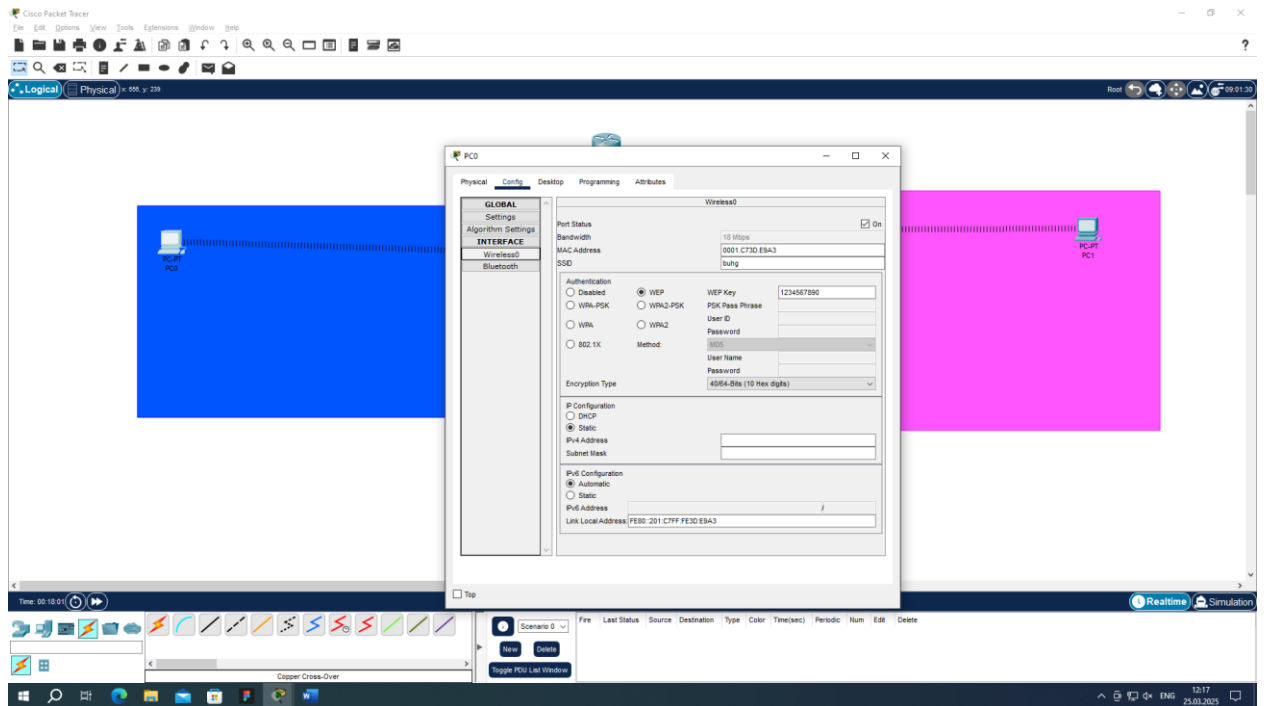 Cisco Packet Tracer
File Edit Options View Tools Extensions Window Help
?
Logical Physical x: 666, y: 239
Root 09:01:30
PC0
Physical Config Desktop Programming Attributes
GLOBAL
Settings
Algorithm Settings
INTERFACE
Wireless0
Bluetooth
Wireless0
Port Status On
Bandwidth 18 Mbps
MAC Address 0001.C73D.E9A3
SSID buhg
Authentication
Disabled WEP WEP Key 1234567890
WPA-PSK WPA2-PSK PSK Pass Phrase
User ID
WPA WPA2
Password
802.1X Method: MD5
User Name
Password
Encryption Type 40/64-Bits (10 Hex digits)
IP Configuration
DHCP
Static
IPv4 Address
Subnet Mask
IPv6 Configuration
Automatic
Static
IPv6 Address /
Link Local Address: FE80::201:C7FF:FE3D:E9A3
Top
PC-PT
PC0
PC-PT
PC1
Time: 00:18:01
Realtime Simulation
Scenario 0
New Delete
Toggle PDU List Window
Fire Last Status Source Destination Type Color Time(sec) Periodic Num Edit Delete
Copper Cross-Over
ENG 12:17
25.03.2025